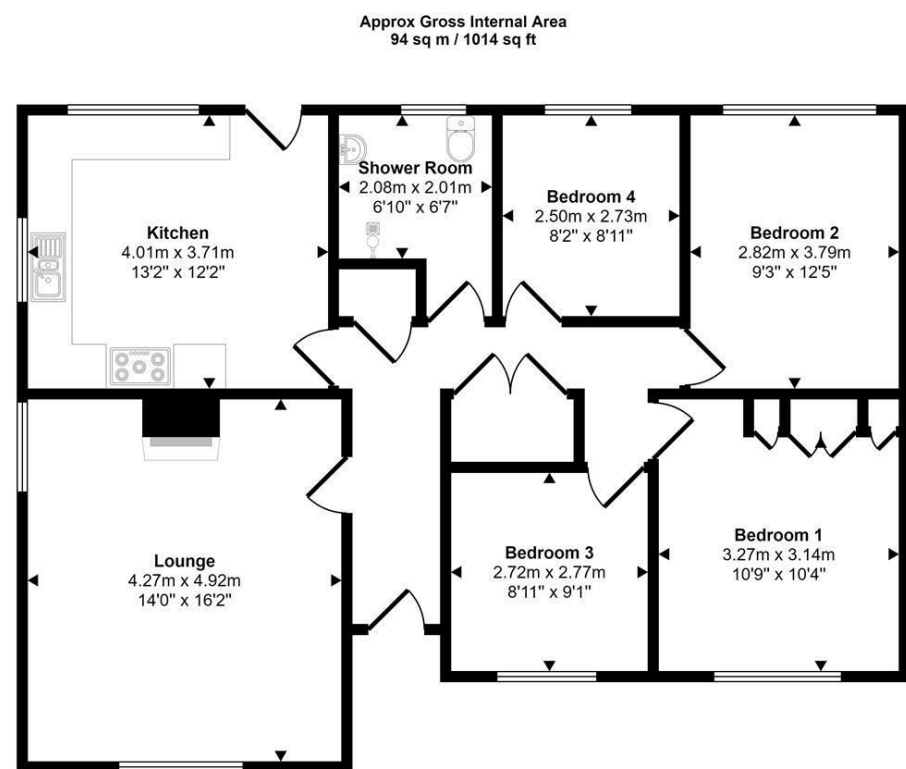 Approx Gross Internal Area
94 sq m / 1014 sq ft
Shower Room
2.08m x 2.01m
6'10" x 6'7"
Bedroom 4
2.50m x 2.73m
8'2" x 8'11"
Kitchen
4.01m x 3.71m
13'2" x 12'2"
Bedroom 2
2.82m x 3.79m
9'3" x 12'5"
Lounge
4.27m x 4.92m
14'0" x 16'2"
Bedroom 3
2.72m x 2.77m
8'11" x 9'1"
Bedroom 1
3.27m x 3.14m
10'9" x 10'4"